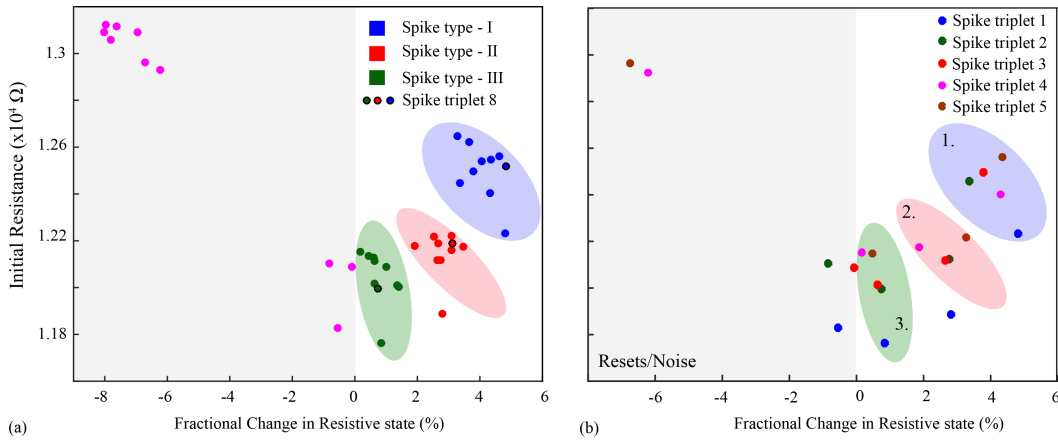 Initial Resistance (x10⁴ Ω)
1.3
1.26
1.22
1.18
Spike type - I
Spike type - II
Spike type - III
Spike triplet 8
-8 -6 -4 -2 0 2 4 6
Fractional Change in Resistive state (%)
(a)
Spike triplet 1
Spike triplet 2
Spike triplet 3
Spike triplet 4
Spike triplet 5
1.
2.
3.
Resets/Noise
-6 -4 -2 0 2 4 6
Fractional Change in Resistive state (%)
(b)